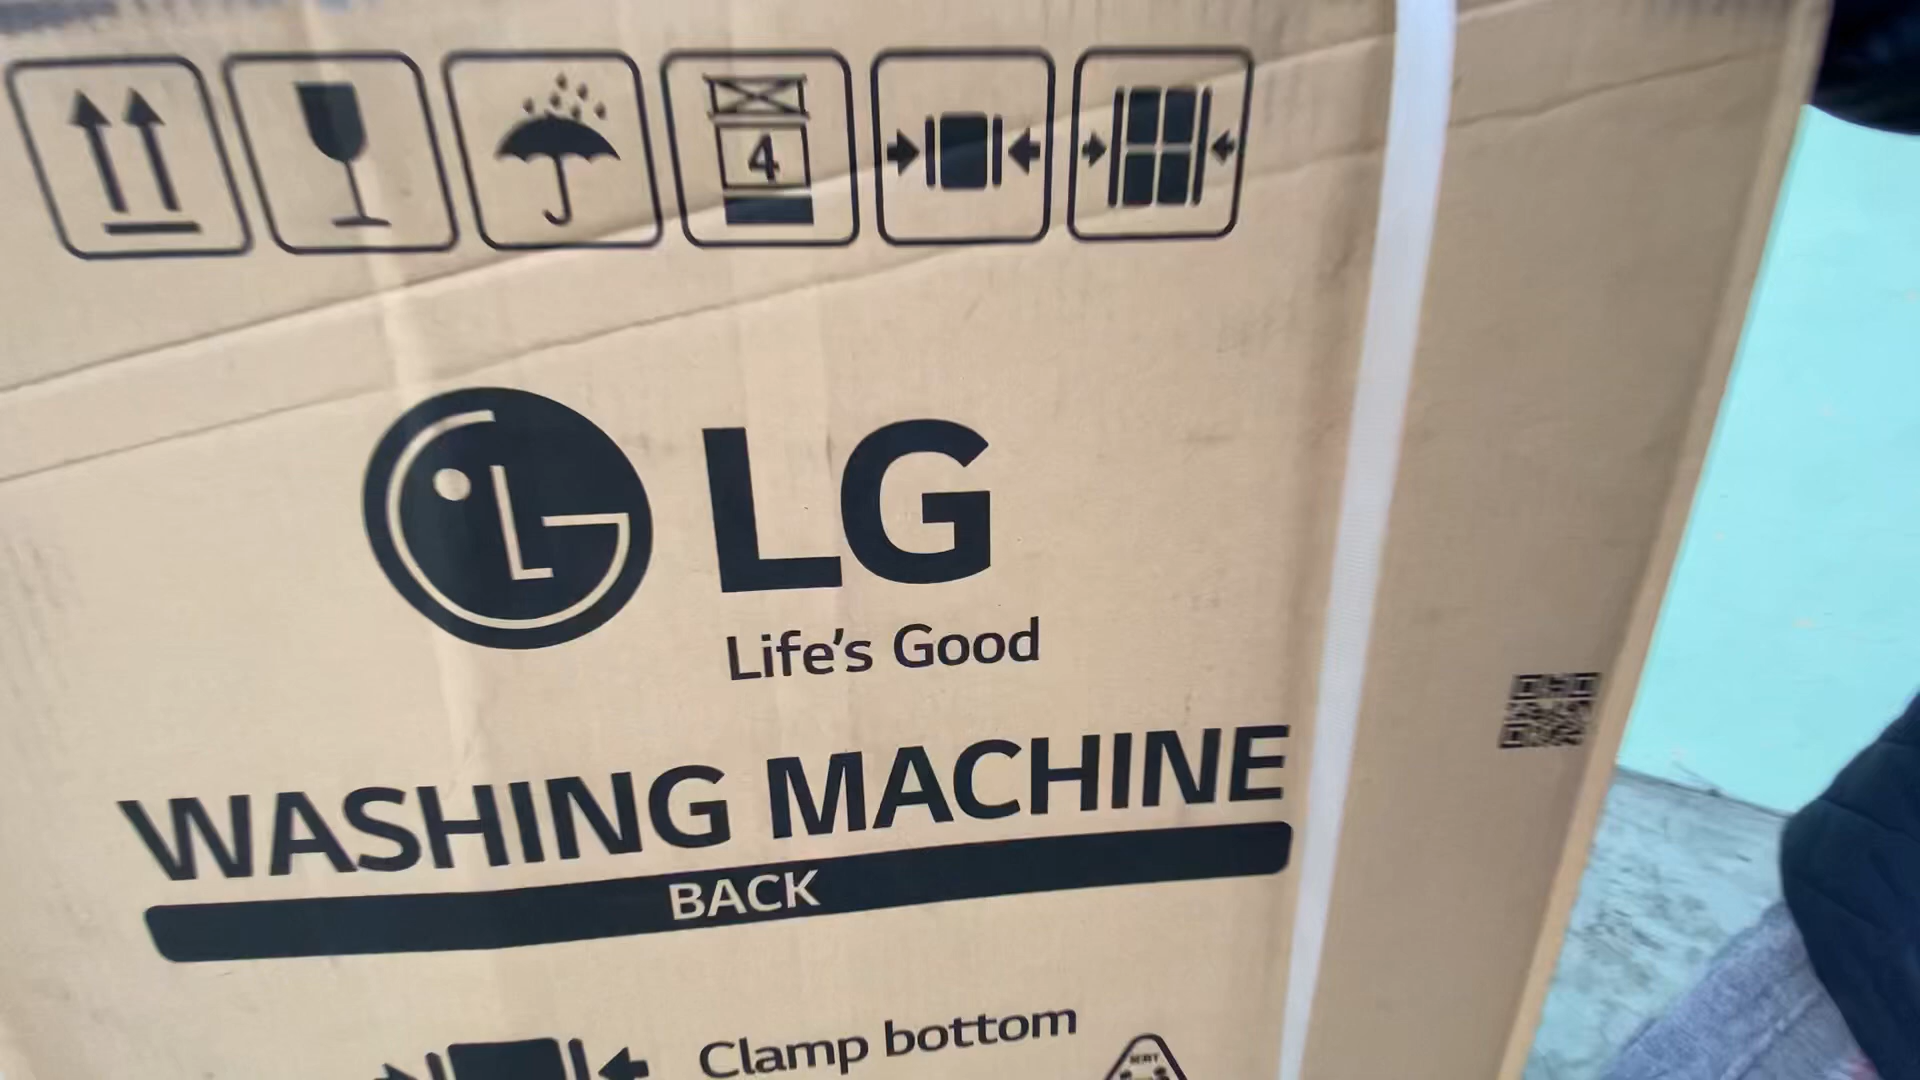 4
LG
Life's Good
WASHING MACHINE
BACK
Clamp bottom